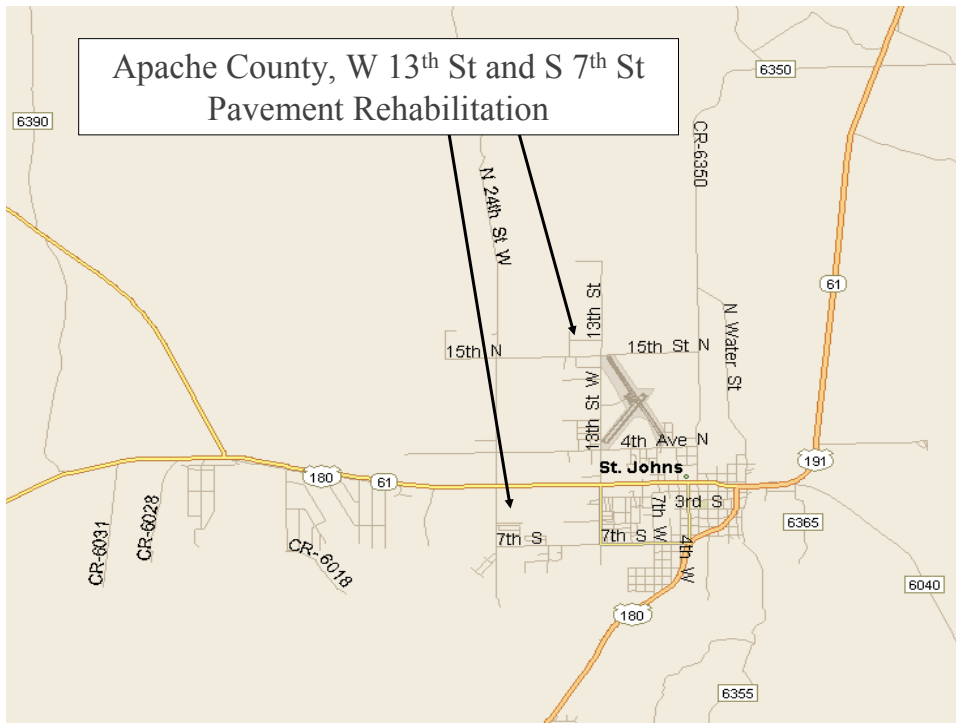 Apache County, W 13th St and S 7th St
Pavement Rehabilitation
6390
6350
CR-6350
N 24th St W
61
13th St
N Water St
15th N
15th St N
13th St W
4th Ave N
St. Johns
191
180
61
3rd S
7th W
6365
7th S
7th S
4th W
CR-6031
CR-6028
CR-6018
6040
180
6355